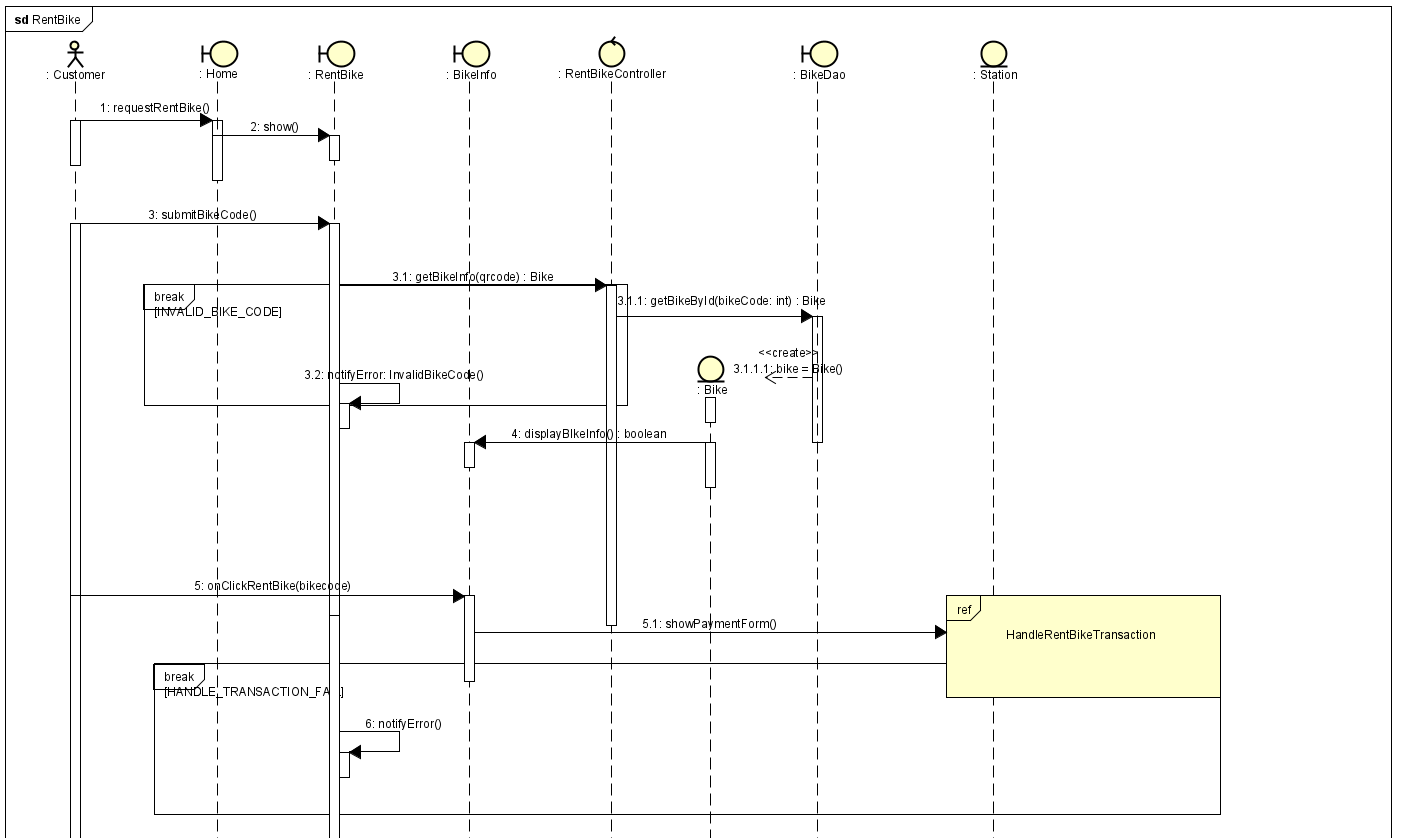 sd RentBike
: Customer
: Home
: RentBike
: BikeInfo
: RentBikeController
: BikeDao
: Station
1: requestRentBike()
2: show()
3: submitBikeCode()
3.1: getBikeInfo(qrcode) : Bike
break
[INVALID_BIKE_CODE]
3.1.1: getBikeById(bikeCode: int) : Bike
<<create>>
3.1.1.1: bike = Bike()
3.2: notifyError: InvalidBikeCode()
: Bike
4: displayBIkeInfo() : boolean
5: onClickRentBike(bikecode)
ref
5.1: showPaymentForm()
HandleRentBikeTransaction
break
6: notifyError()